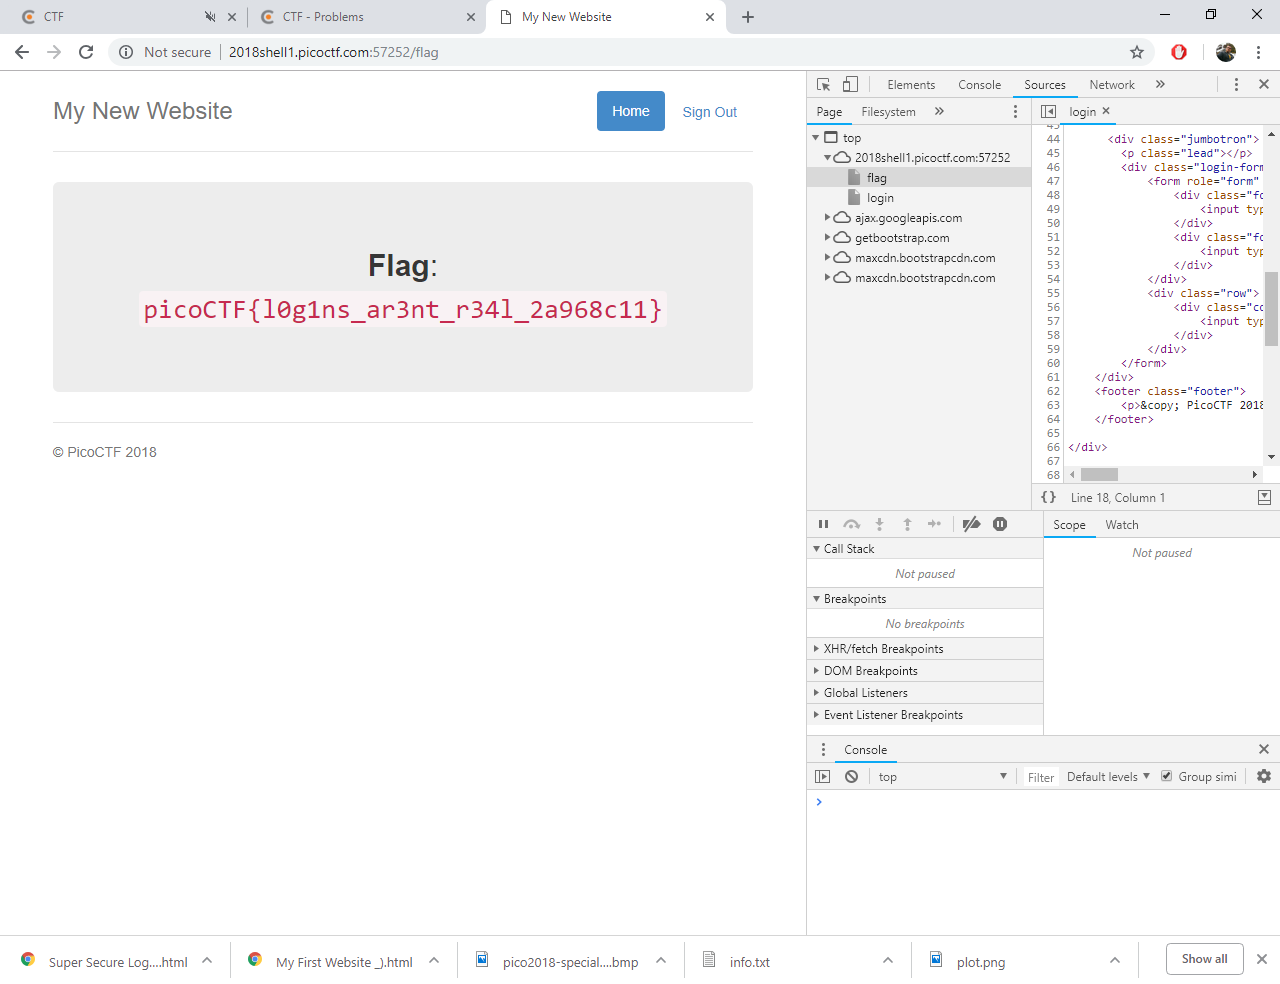 CTF
CTF - Problems
My New Website
Not secure
2018shell1.picoctf.com:57252/flag
My New Website
Home
Sign Out
Flag:
picoCTF{l0g1ns_ar3nt_r34l_2a968c11}
© PicoCTF 2018
Elements
Console
Sources
Network
Page
Filesystem
login
top
2018shell1.picoctf.com:57252
flag
login
ajax.googleapis.com
getbootstrap.com
maxcdn.bootstrapcdn.com
maxcdn.bootstrapcdn.com
43
44 <div class="jumbotron">
45 <p class="lead"></p>
46 <div class="login-form
47 <form role="form"
48 <div class="fo
49 <input typ
50 </div>
51 <div class="fo
52 <input typ
53 </div>
54 </div>
55 <div class="row">
56 <div class="co
57 <input typ
58 </div>
59 </div>
60 </form>
61 </div>
62 <footer class="footer">
63 <p>&copy; PicoCTF 2018
64 </footer>
65
66 </div>
67
68
{} Line 18, Column 1
Call Stack
Not paused
Breakpoints
No breakpoints
XHR/fetch Breakpoints
DOM Breakpoints
Global Listeners
Event Listener Breakpoints
Scope
Watch
Not paused
Console
top
Filter
Default levels
Group simi
Super Secure Log....html
My First Website _).html
pico2018-special....bmp
info.txt
plot.png
Show all